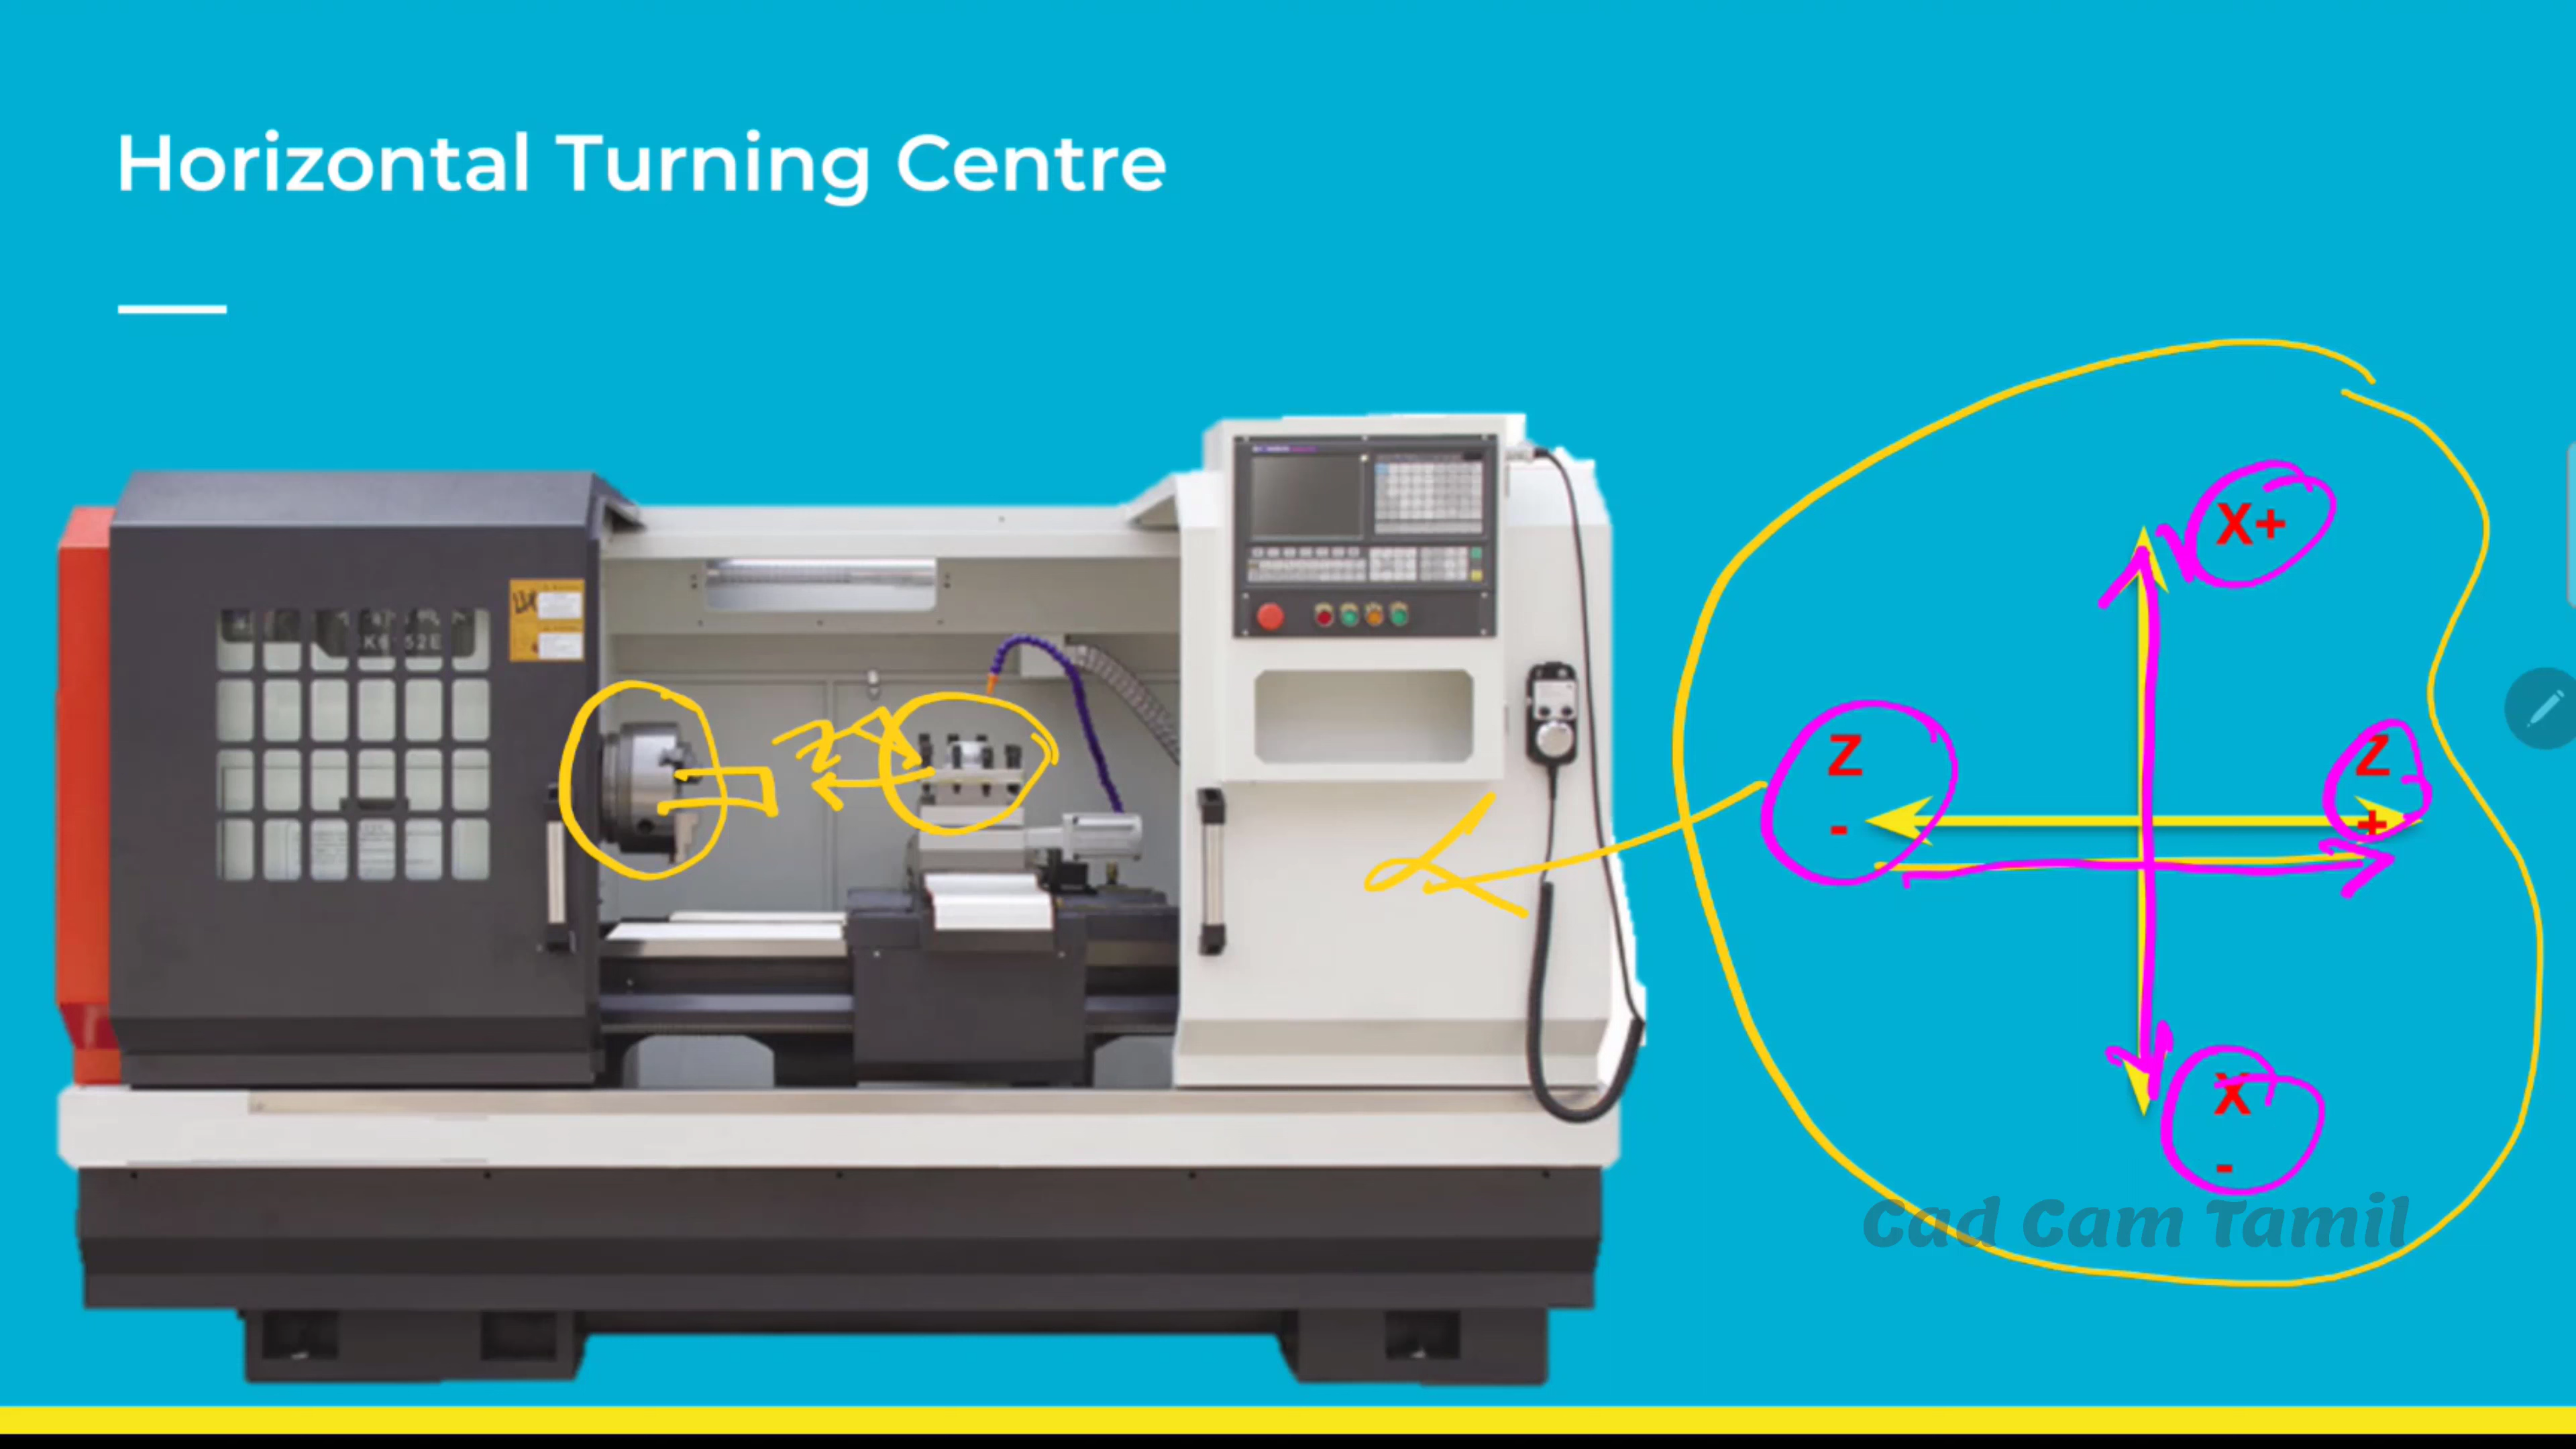 Horizontal Turning Centre
X+
Z
-
Z
+
Z
X
-
Cad Cam Tamil